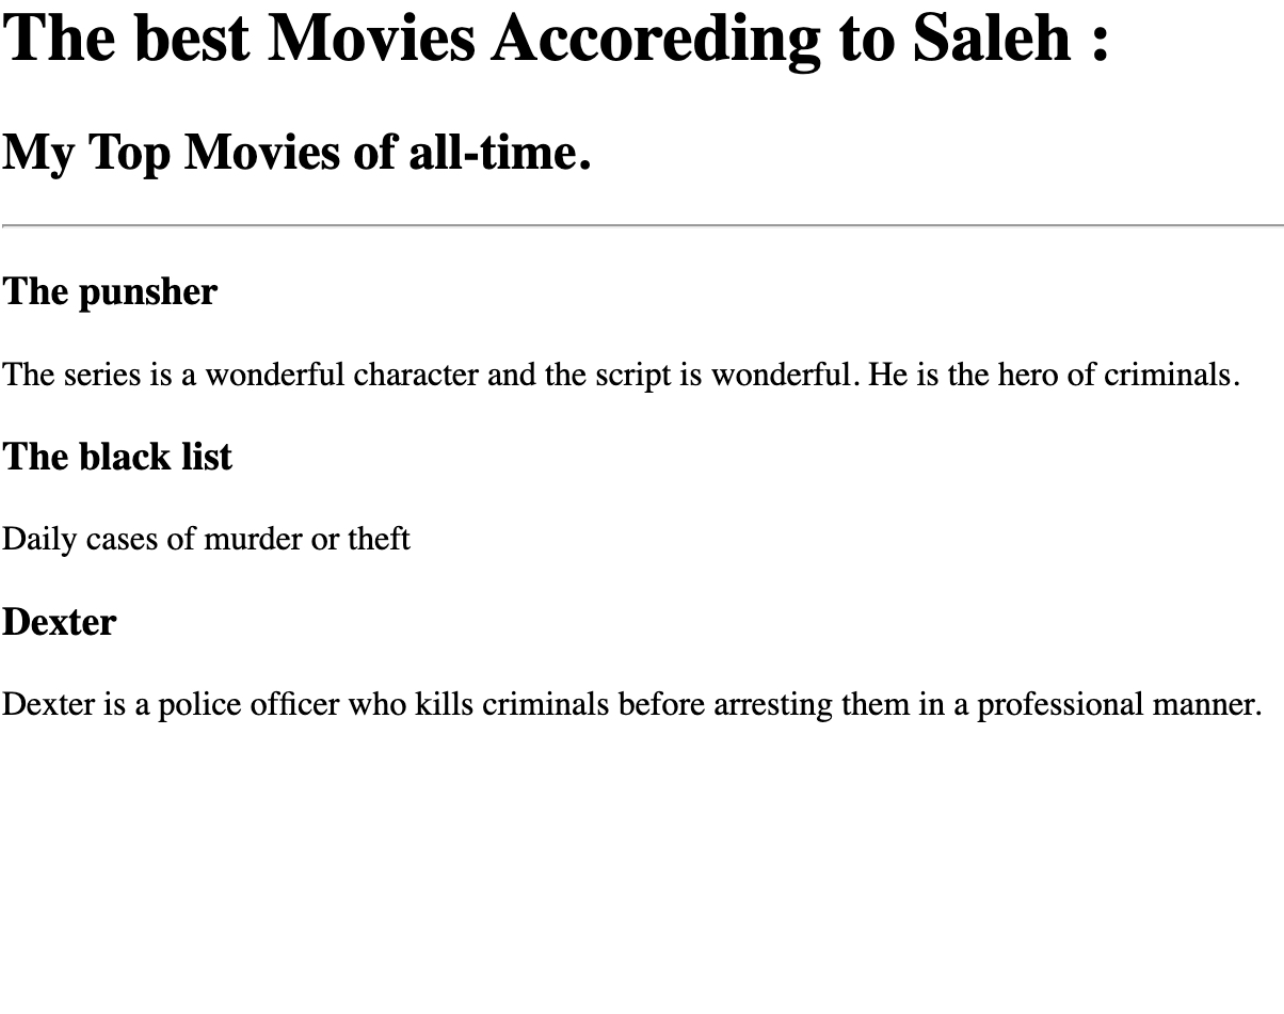 The best Movies Accoreding to Saleh :
My Top Movies of all-time.
The punsher
The series is a wonderful character and the script is wonderful. He is the hero of criminals.
The black list
Daily cases of murder or theft
Dexter
Dexter is a police officer who kills criminals before arresting them in a professional manner.